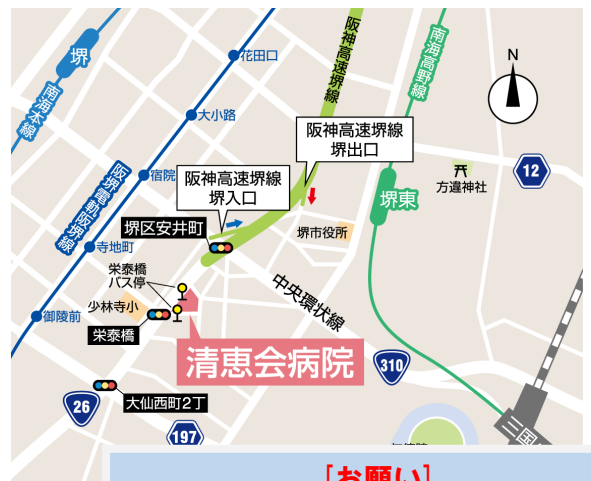 阪神高速堺線
南海高野線
花田口
堺
N
南海本線
大小路
阪神高速堺線
堺出口
12
方違神社
宿院
阪堺電軌阪堺線
阪神高速堺線
堺入口
堺東
堺区安井町
堺市役所
寺地町
栄泰橋
バス停
中央環状線
少林寺小
御陵前
栄泰橋
清恵会病院
310
26
大仙西町2丁
197
三国
[お願い]